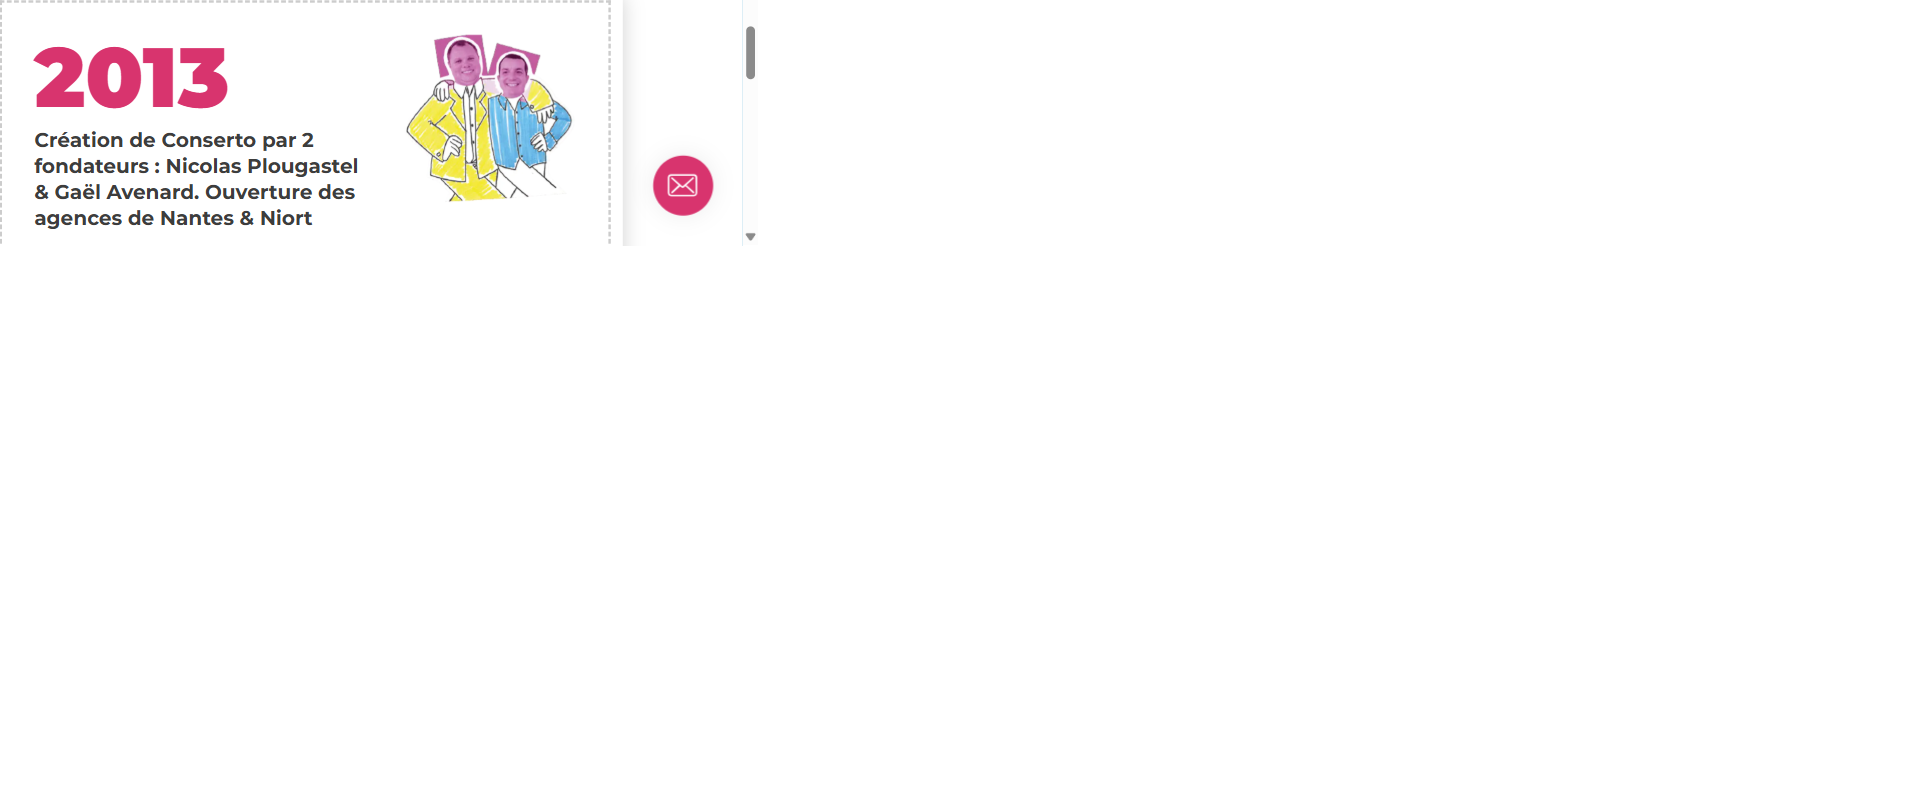 2013
Création de Conserto par 2
fondateurs : Nicolas Plougastel
& Gaël Avenard. Ouverture des
agences de Nantes & Niort